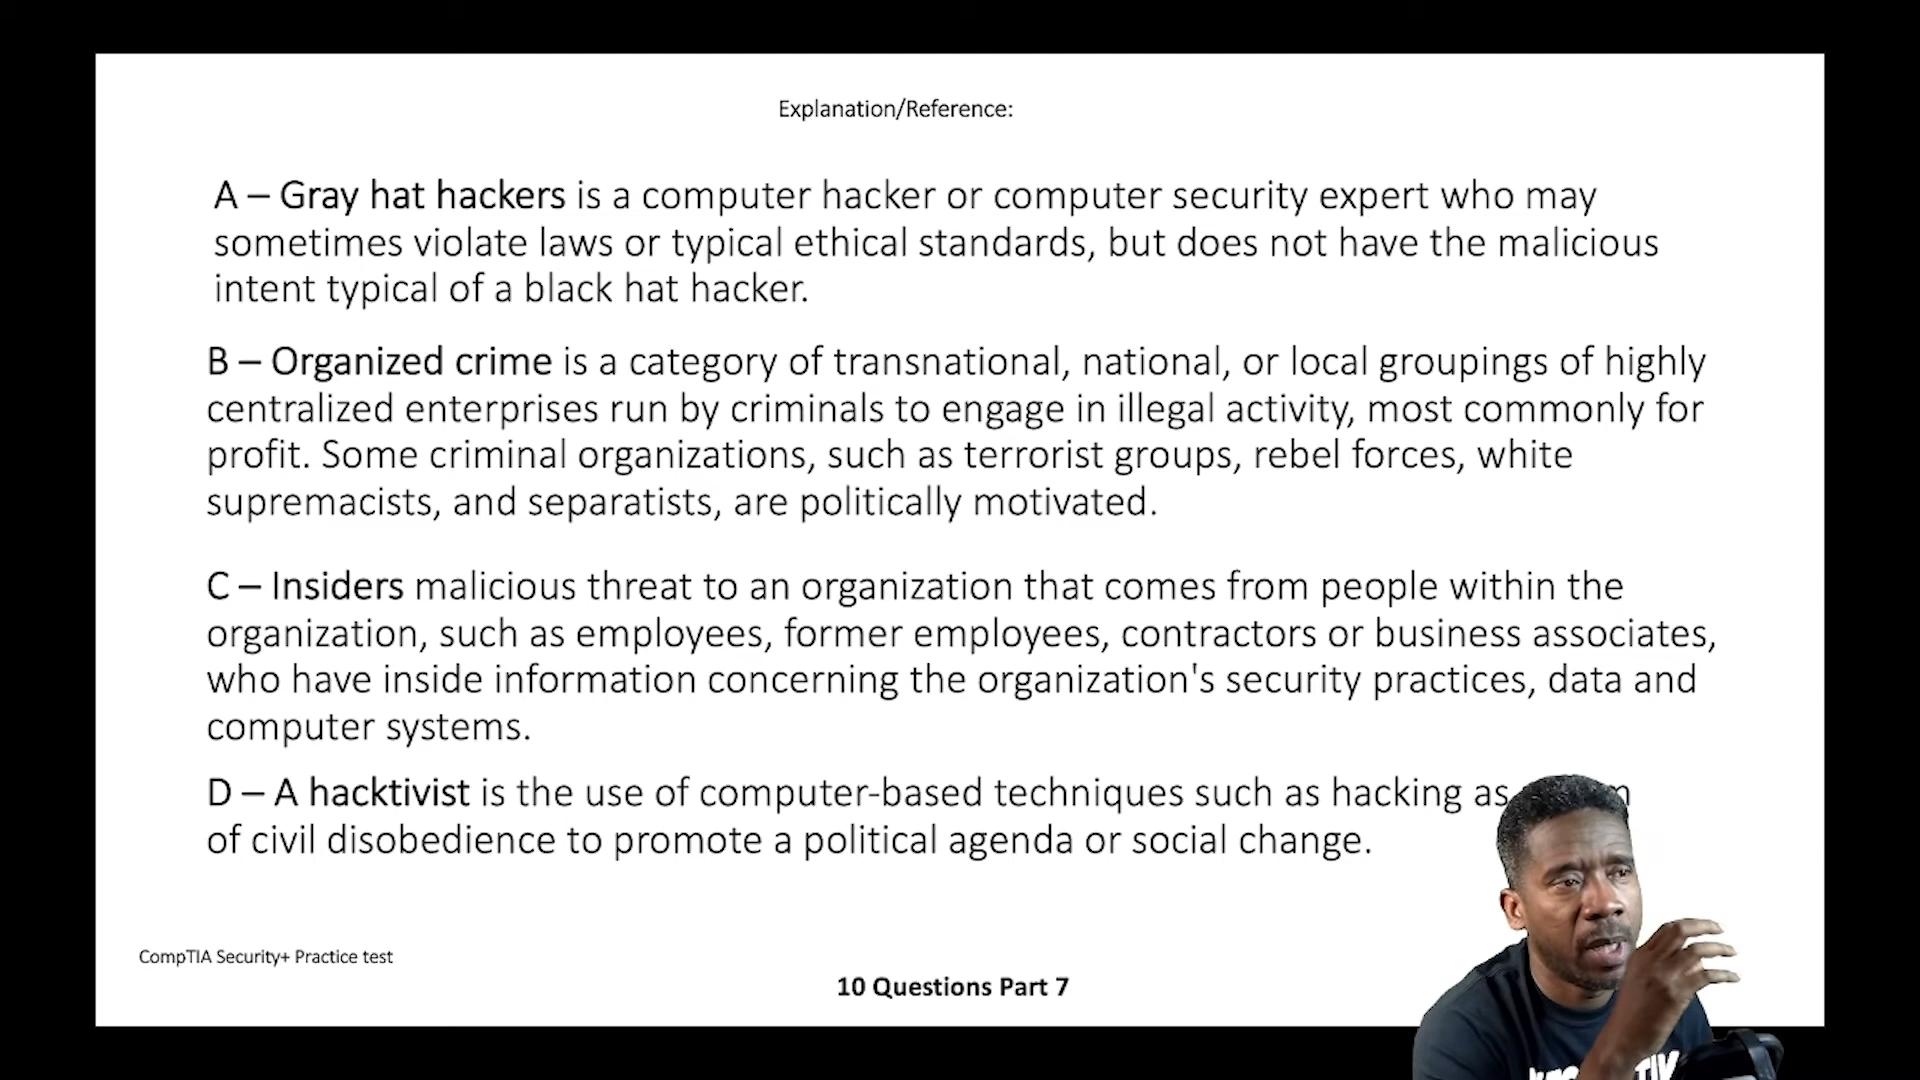 Explanation/Reference:
A – Gray hat hackers is a computer hacker or computer security expert who may
sometimes violate laws or typical ethical standards, but does not have the malicious
intent typical of a black hat hacker.
B – Organized crime is a category of transnational, national, or local groupings of highly
centralized enterprises run by criminals to engage in illegal activity, most commonly for
profit. Some criminal organizations, such as terrorist groups, rebel forces, white
supremacists, and separatists, are politically motivated.
C – Insiders malicious threat to an organization that comes from people within the
organization, such as employees, former employees, contractors or business associates,
who have inside information concerning the organization's security practices, data and
computer systems.
D – A hacktivist is the use of computer-based techniques such as hacking as
of civil disobedience to promote a political agenda or social change.
CompTIA Security+ Practice test
10 Questions Part 7